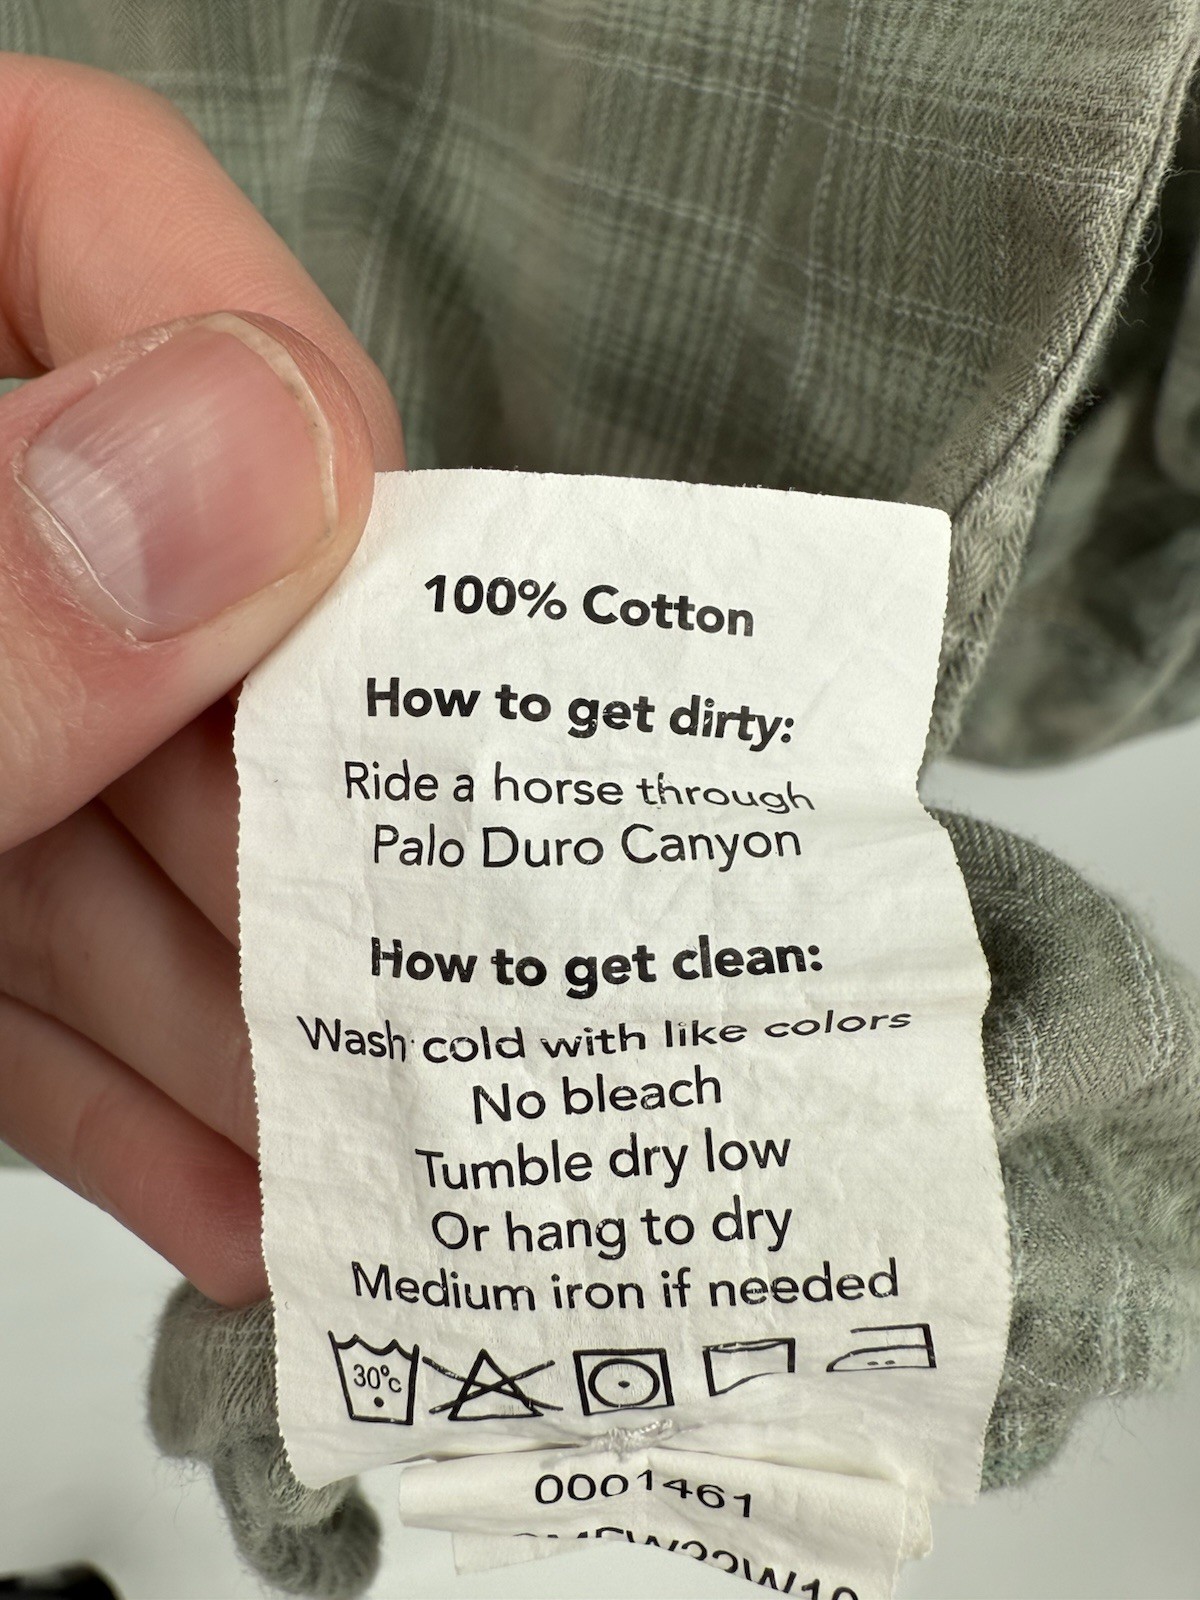 100% Cotton
How to get dirty:
Ride a horse through
Palo Duro Canyon
How to get clean:
Wash cold with like colors
No bleach
Tumble dry low
Or hang to dry
Medium iron if needed
30°c
0001461